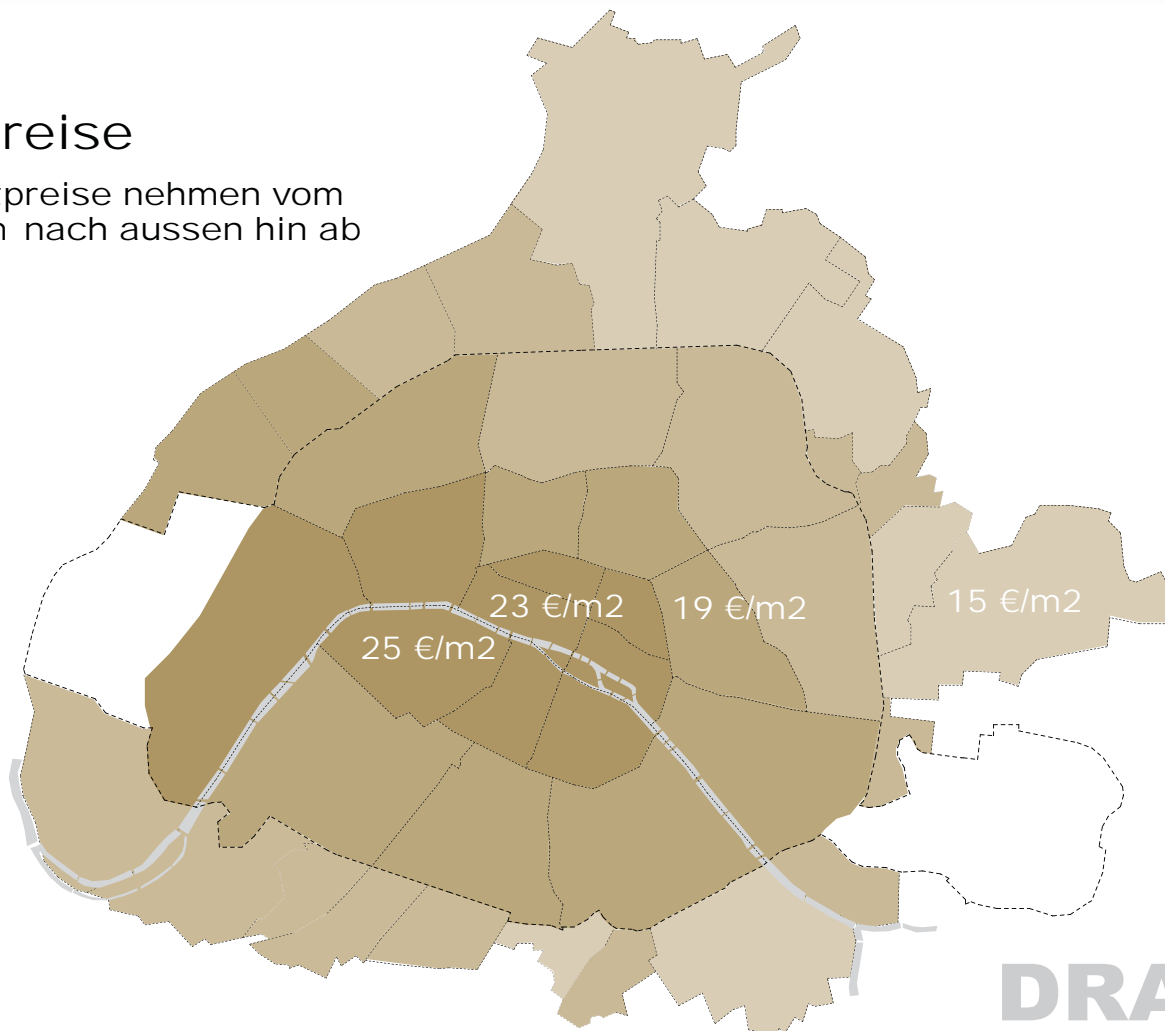 reise
preise nehmen vom
nach aussen hin ab
23 €/m2
19 €/m2
15 €/m2
25 €/m2
DRA